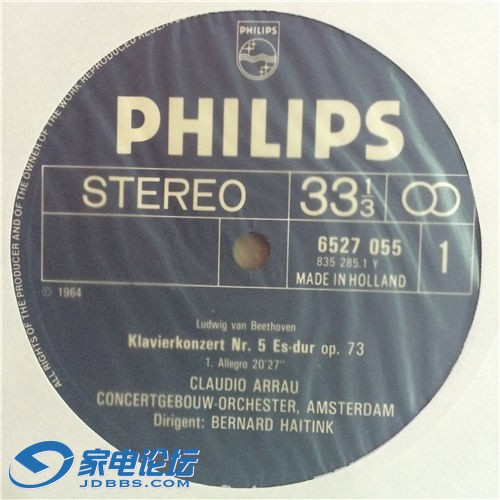 PHILIPS
PHILIPS
STEREO
33 1/3
6527 055
835 285.1 Y
MADE IN HOLLAND
1
℗ 1964
Ludwig van Beethoven
Klavierkonzert Nr. 5 Es-dur op. 73
1. Allegro 20'27"
CLAUDIO ARRAU
CONCERTGEBOUW-ORCHESTER, AMSTERDAM
Dirigent: BERNARD HAITINK
ALL RIGHTS OF THE PRODUCER AND OF THE OWNER OF THE WORK REPRODUCED RESERVED
家电论坛
JDBBS.COM